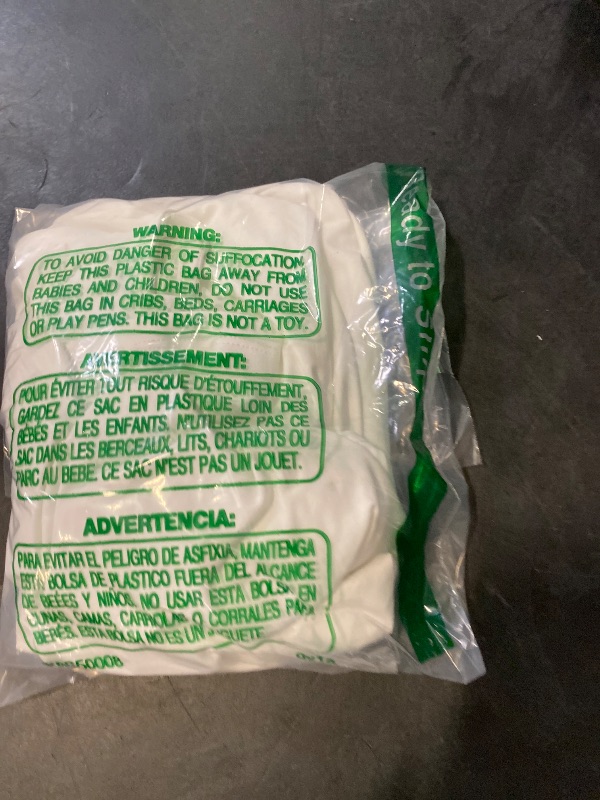 WARNING:
TO AVOID DANGER OF SUFFOCATION
KEEP THIS PLASTIC BAG AWAY FROM
BABIES AND CHILDREN, DO NOT USE
THIS BAG IN CRIBS, BEDS, CARRIAGES
OR PLAY PENS. THIS BAG IS NOT A TOY.
AVERTISSEMENT:
POUR ÉVITER TOUT RISQUE D'ÉTOUFFEMENT,
GARDEZ CE SAC EN PLASTIQUE LOIN DES
BÉBÉS ET LES ENFANTS, N'UTILISEZ PAS CE
SAC DANS LES BERCEAUX, LITS, CHARIOTS OU
PARC AU BEBE. CE SAC N'EST PAS UN JOUET.
ADVERTENCIA:
PARA EVITAR EL PELIGRO DE ASFIXIA, MANTENGA
ESTA BOLSA DE PLASTICO FUERA DEL ALCANCE
DE BEBES Y NINOS, NO USAR ESTA BOLSA EN
CUNAS, CAMAS, CARROLAS O CORRALES PARA
BEBÉS. ESTA BOLSA NO ES UN JUGUETE.
to